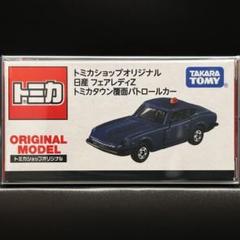 トミカ
トミカショップオリジナル
日産 フェアレディZ
トミカタウン覆面パトロールカー
TAKARA
TOMY
ORIGINAL
MODEL
トミカショップオリジナル